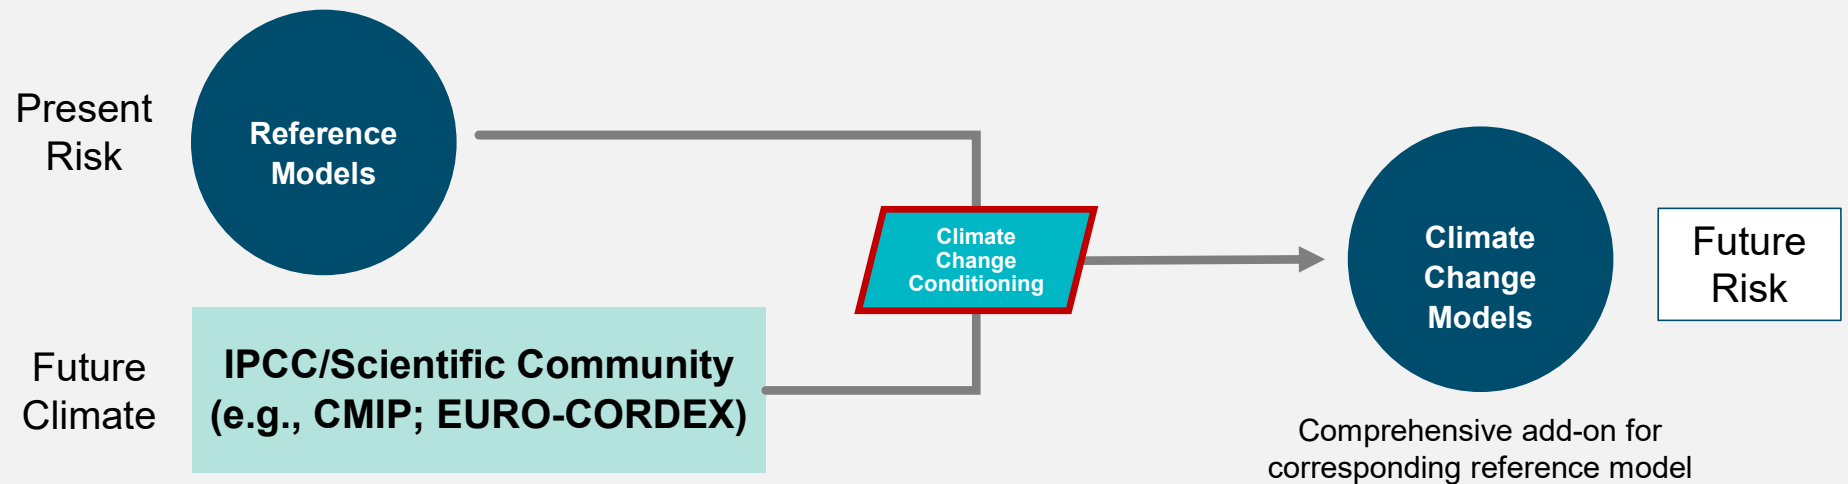 Present
Risk
Reference
Models
Climate
Change
Conditioning
Climate
Change
Models
Future
Risk
Future
Climate
IPCC/Scientific Community
(e.g., CMIP; EURO-CORDEX)
Comprehensive add-on for
corresponding reference model